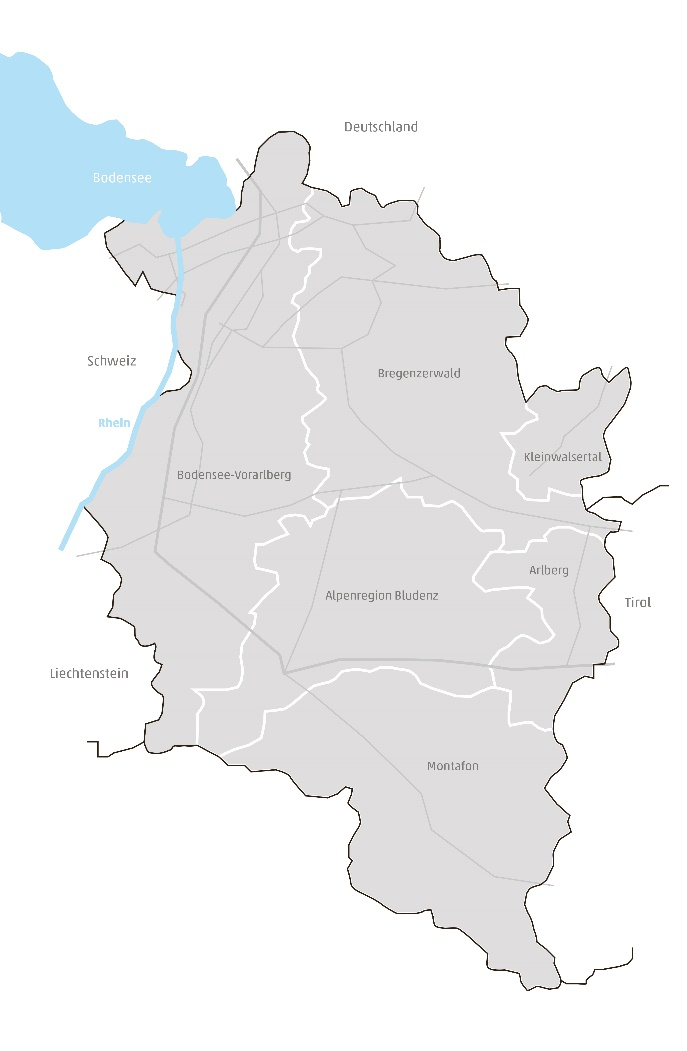 Deutschland
Bodensee
Schweiz
Bregenzerwald
Rhein
Kleinwalsertal
Bodensee-Vorarlberg
Arlberg
Alpenregion Bludenz
Tirol
Liechtenstein
Montafon